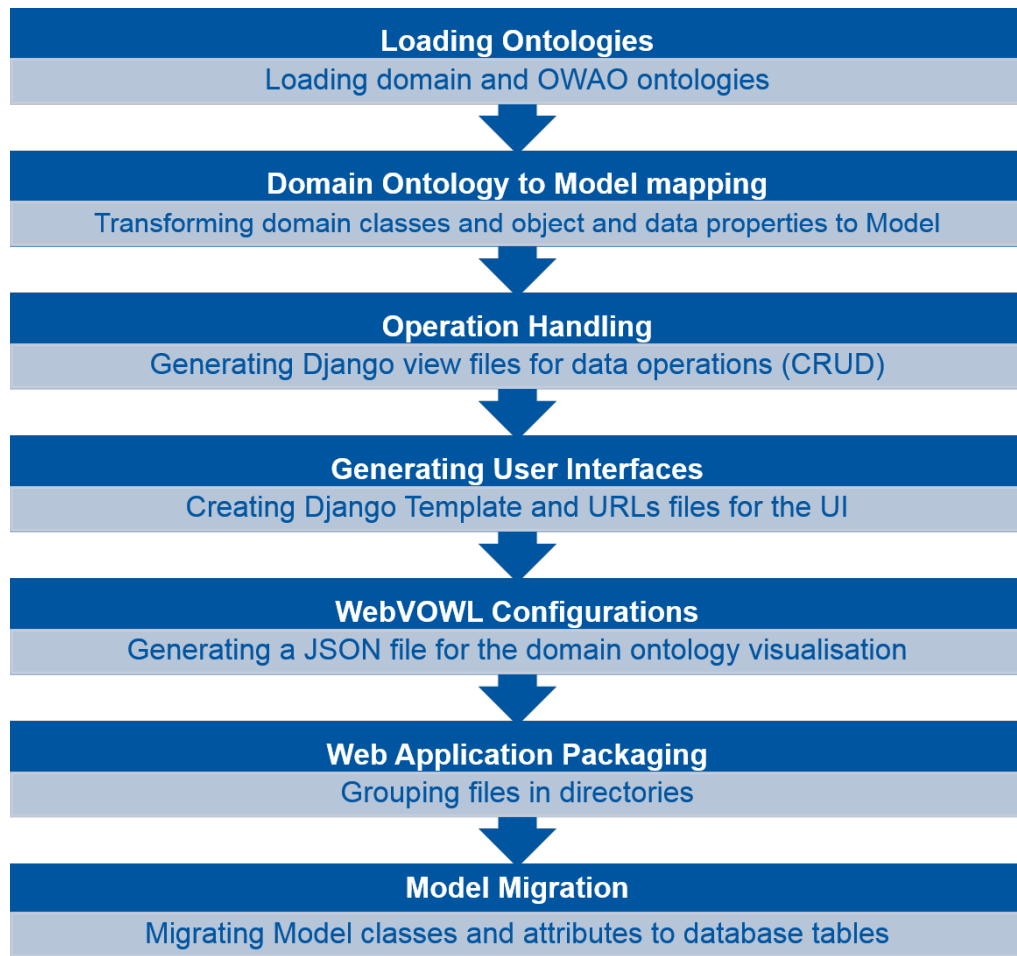 Loading Ontologies
Loading domain and OWAO ontologies
Domain Ontology to Model mapping
Transforming domain classes and object and data properties to Model
Operation Handling
Generating Django view files for data operations (CRUD)
Generating User Interfaces
Creating Django Template and URLs files for the UI
WebVOWL Configurations
Generating a JSON file for the domain ontology visualisation
Web Application Packaging
Grouping files in directories
Model Migration
Migrating Model classes and attributes to database tables